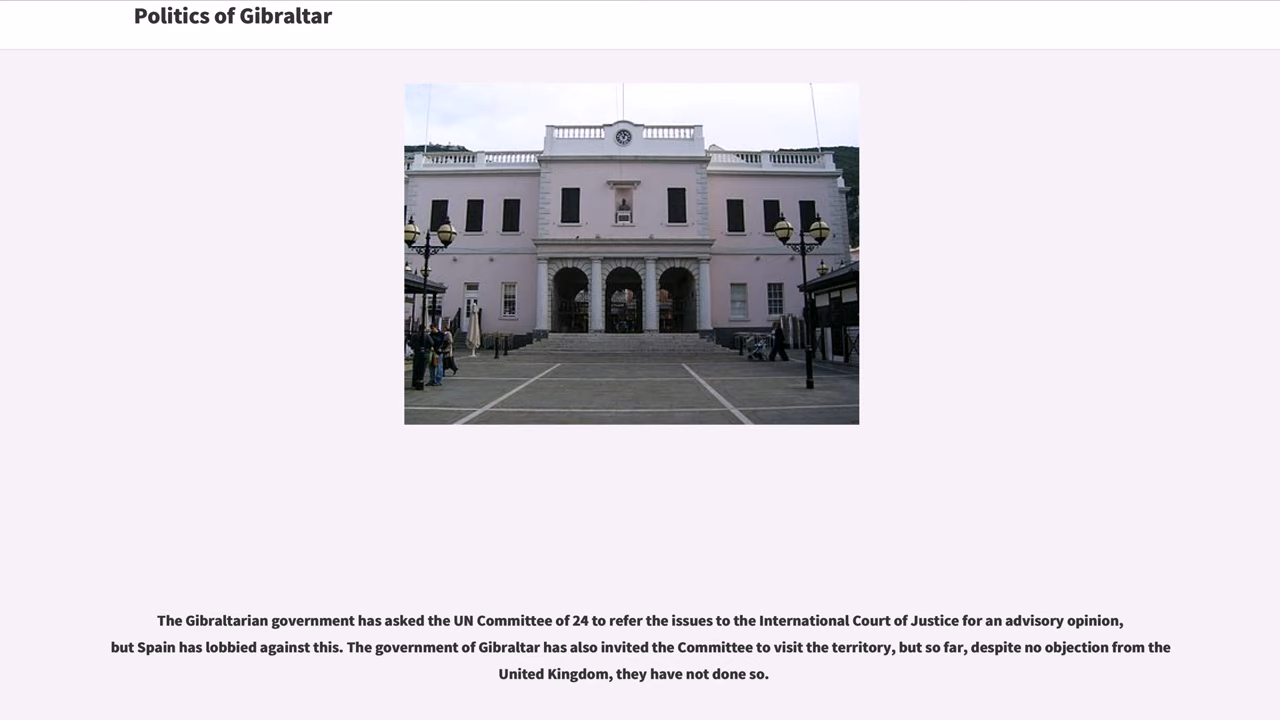 Politics of Gibraltar
The Gibraltarian government has asked the UN Committee of 24 to refer the issues to the International Court of Justice for an advisory opinion,
but Spain has lobbied against this. The government of Gibraltar has also invited the Committee to visit the territory, but so far, despite no objection from the
United Kingdom, they have not done so.